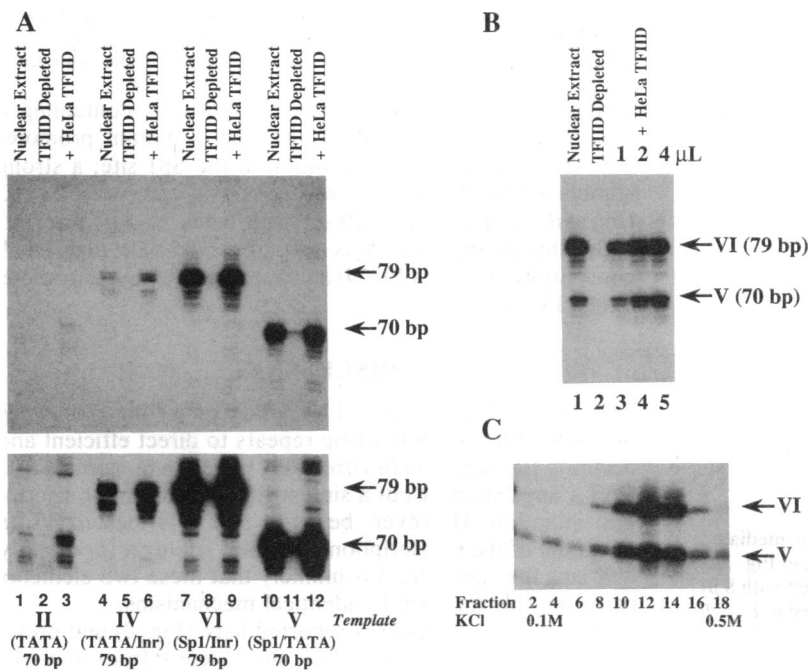 A
Nuclear Extract
TFIID Depleted
+ HeLa TFIID
Nuclear Extract
TFIID Depleted
+ HeLa TFIID
Nuclear Extract
TFIID Depleted
+ HeLa TFIID
Nuclear Extract
TFIID Depleted
+ HeLa TFIID
79 bp
70 bp
79 bp
70 bp
1 2 3 4 5 6 7 8 9 10 11 12
II IV VI V Template
(TATA) (TATA/Inr) (Sp1/Inr) (Sp1/TATA)
70 bp 79 bp 79 bp 70 bp
B
Nuclear Extract
TFIID Depleted
+ HeLa TFIID
1 2 4 µL
VI (79 bp)
V (70 bp)
1 2 3 4 5
C
VI
V
Fraction 2 4 6 8 10 12 14 16 18
KCl 0.1M 0.5M